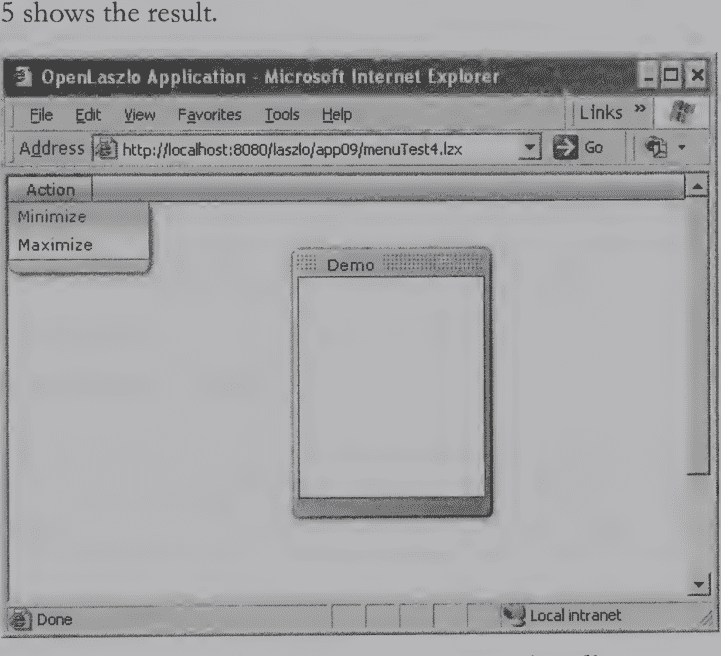 5 shows the result.
OpenLaszlo Application - Microsoft Internet Explorer
File Edit View Favorites Tools Help Links »
Address http://localhost:8080/laszlo/app09/menuTest4.lzx Go
Action
Minimize
Maximize
Demo
Done Local intranet